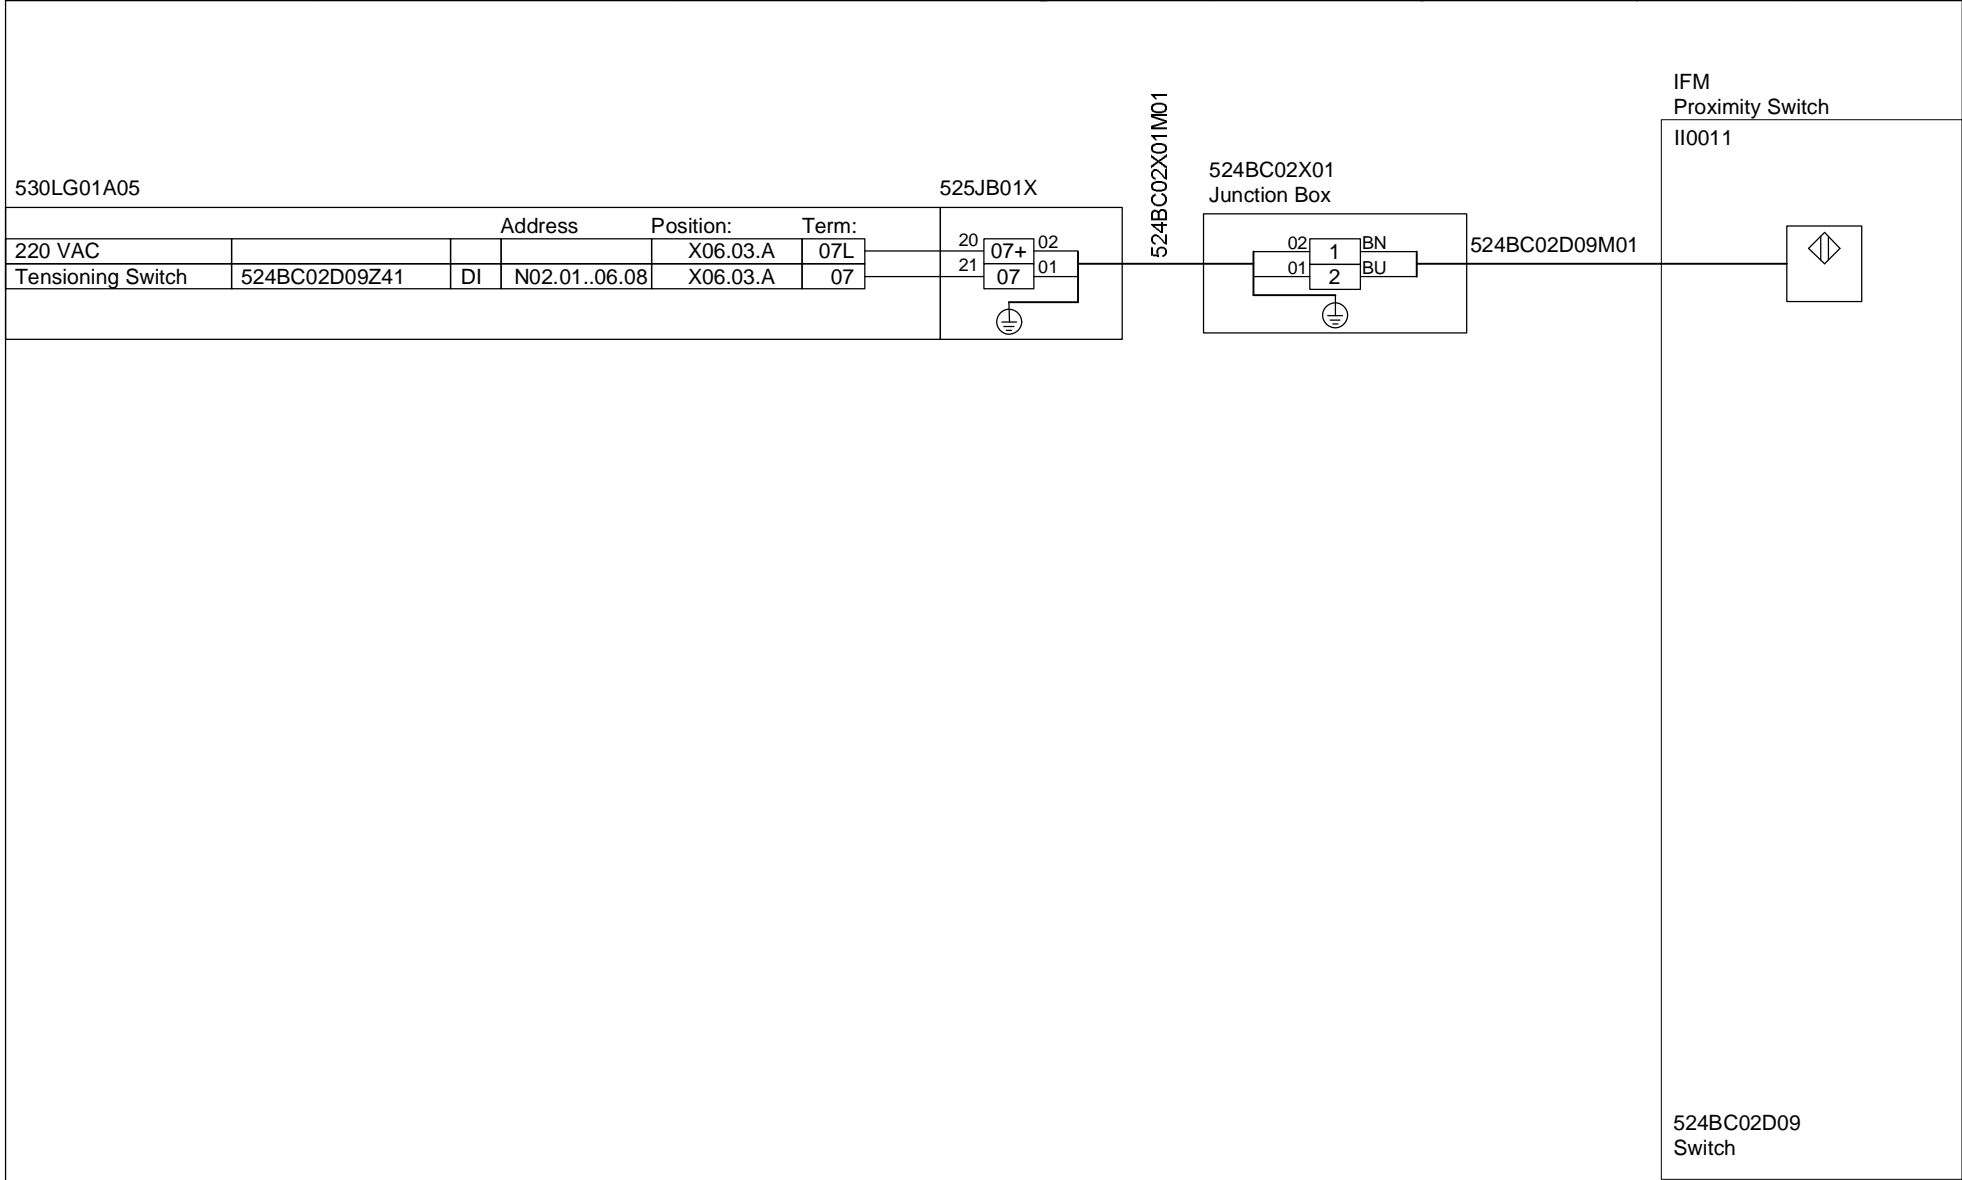 IFM
Proximity Switch
II0011
524BC02X01M01
524BC02X01
Junction Box
530LG01A05
525JB01X
Address Position: Term:
220 VAC X06.03.A 07L
Tensioning Switch 524BC02D09Z41 DI N02.01..06.08 X06.03.A 07
20 07+ 02
21 07 01
02 1 BN
01 2 BU
524BC02D09M01
524BC02D09
Switch